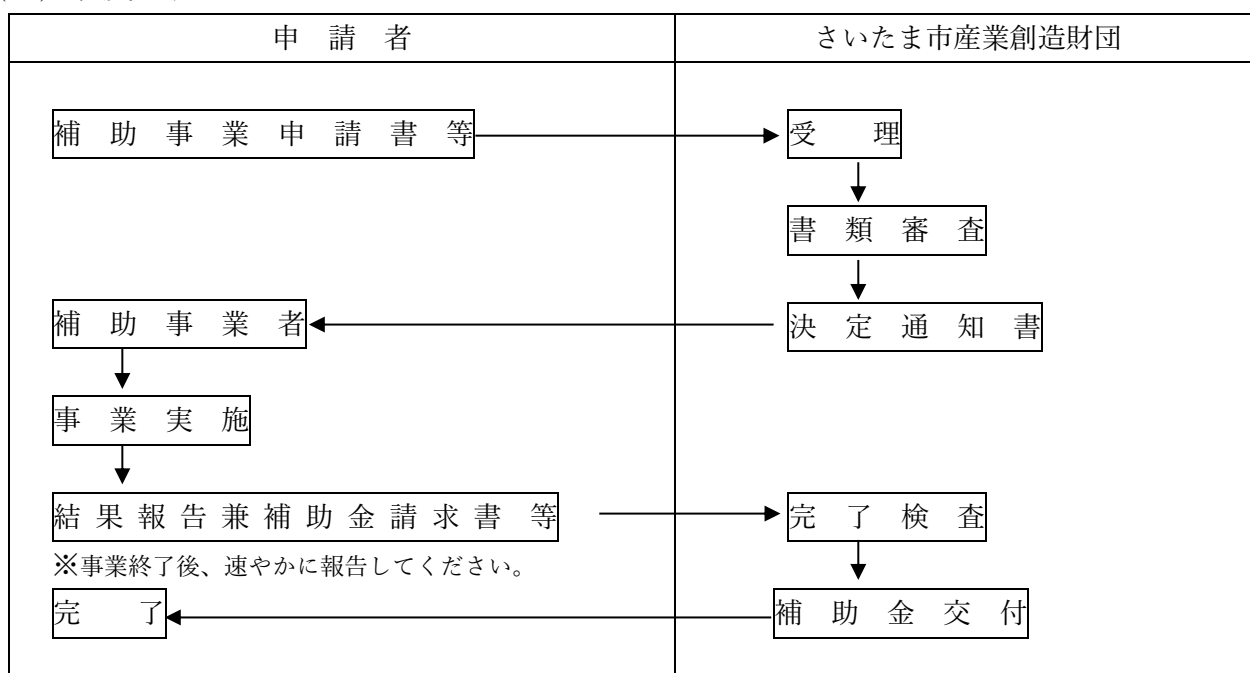 申請者 さいたま市産業創造財団
補助事業申請書等 受理
書類審査
補助事業者 決定通知書
事業実施
結果報告兼補助金請求書等 完了検査
※事業終了後、速やかに報告してください。
完了 補助金交付